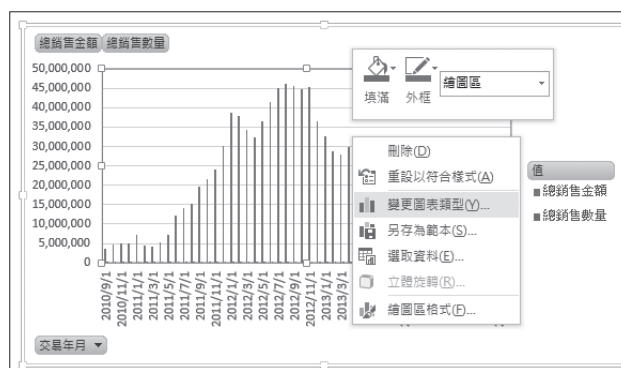 總銷售金額 總銷售數量
50,000,000
45,000,000
40,000,000
35,000,000
30,000,000
25,000,000
20,000,000
15,000,000
10,000,000
5,000,000
0
2010/9/1
2010/11/1
2011/1/1
2011/3/1
2011/5/1
2011/7/1
2011/9/1
2011/11/1
2012/1/1
2012/3/1
2012/5/1
2012/7/1
2012/9/1
2012/11/1
2013/1/1
2013/3/1
交易年月
填滿 外框 繪圖區
刪除(D)
重設以符合樣式(A)
變更圖表類型(Y)...
另存為範本(S)...
選取資料(E)...
立體旋轉(R)...
繪圖區格式(F)...
值
總銷售金額
總銷售數量